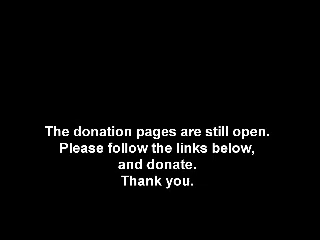 The donation pages are still open.
Please follow the links below,
and donate.
Thank you.